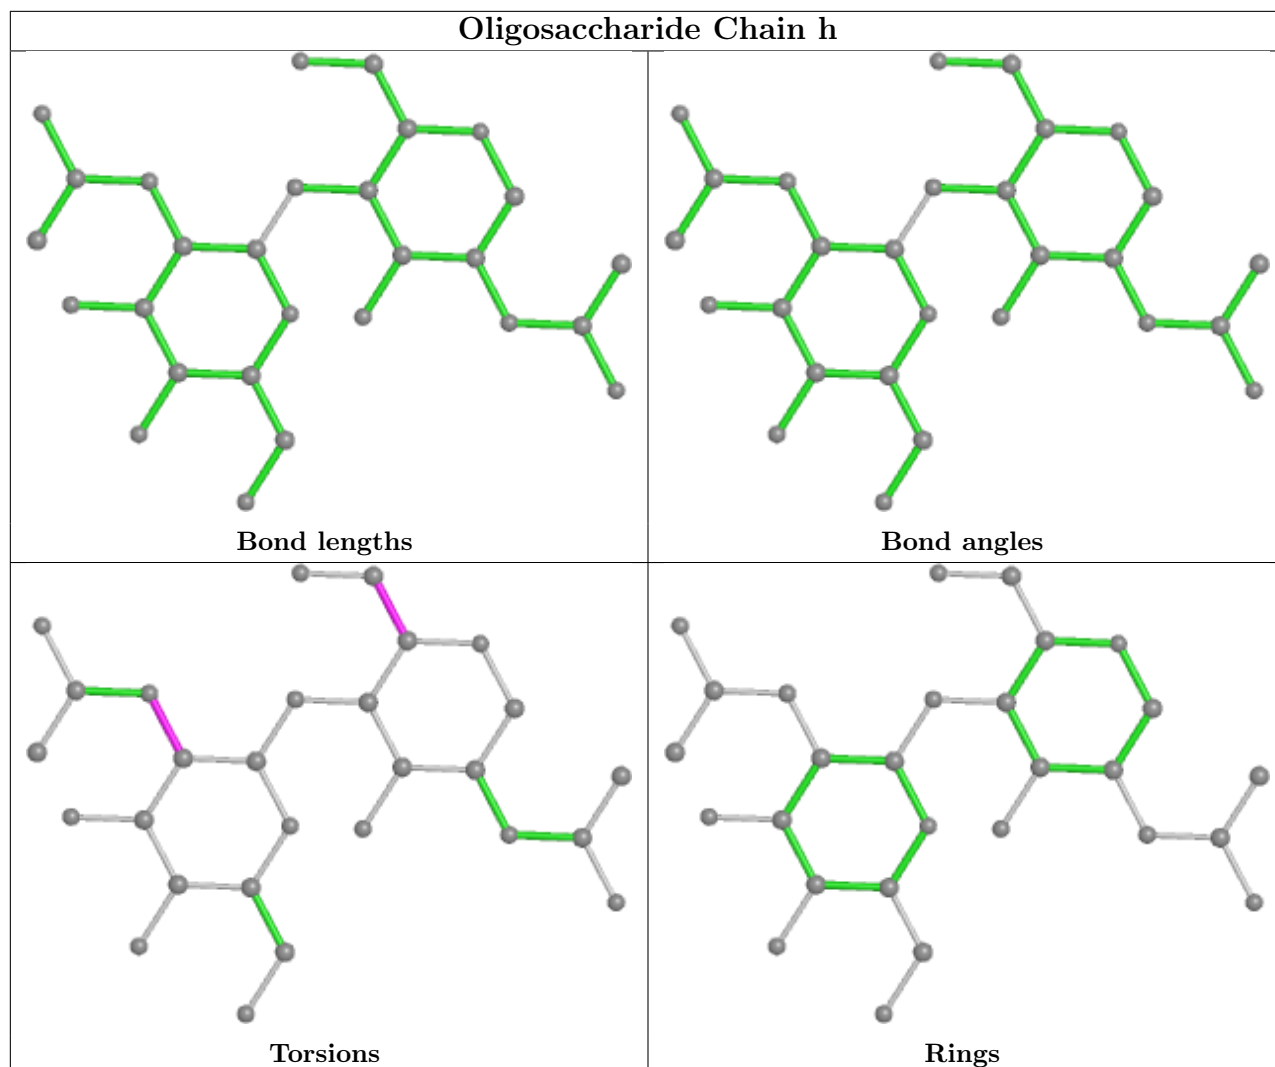 Oligosaccharide Chain h
Bond lengths
Bond angles
Torsions
Rings